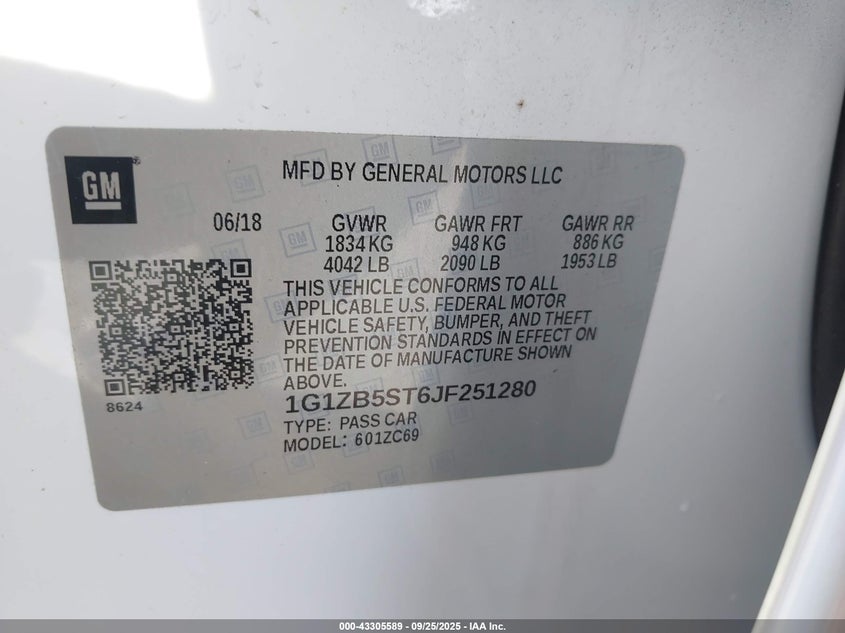 GM
MFD BY GENERAL MOTORS LLC
06/18 GVWR GAWR FRT GAWR RR
1834 KG 948 KG 886 KG
4042 LB 2090 LB 1953 LB
THIS VEHICLE CONFORMS TO ALL
APPLICABLE U.S. FEDERAL MOTOR
VEHICLE SAFETY, BUMPER, AND THEFT
PREVENTION STANDARDS IN EFFECT ON
THE DATE OF MANUFACTURE SHOWN
ABOVE.
8624
1G1ZB5ST6JF251280
TYPE: PASS CAR
MODEL: 601ZC69
000-43305589 - 09/25/2025 - IAA Inc.